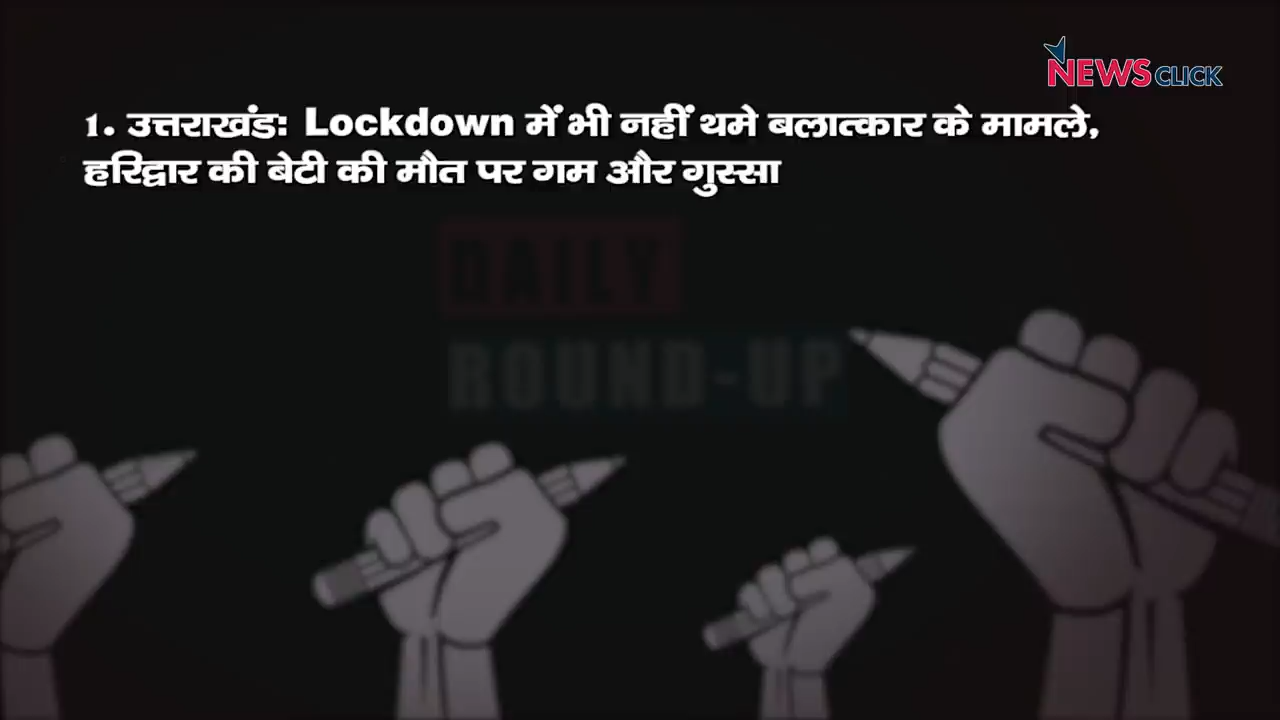 NEWSCLICK
1. उत्तराखंड: Lockdown में भी नहीं थमे बलात्कार के मामले,
हरिद्वार की बेटी की मौत पर गम और गुस्सा
DAILY
ROUND-UP